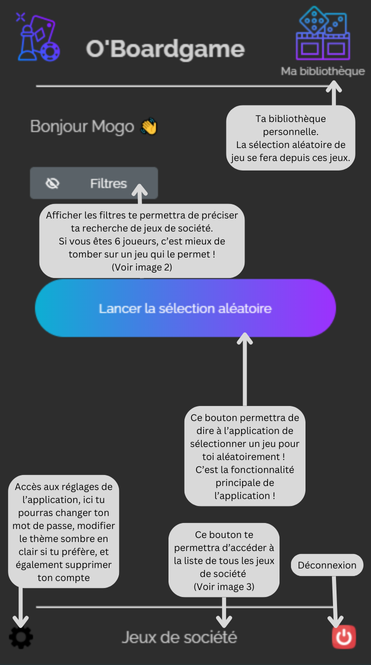 O'Boardgame
Ma bibliothèque
Bonjour Mogo 👋
Ta bibliothèque
personnelle.
La sélection aléatoire de
jeu se fera depuis ces jeux.
Filtres
Afficher les filtres te permettra de préciser
ta recherche de jeux de société.
Si vous êtes 6 joueurs, c'est mieux de
tomber sur un jeu qui le permet !
(Voir image 2)
Lancer la sélection aléatoire
Ce bouton permettra de
dire à l'application de
sélectionner un jeu pour
toi aléatoirement !
C'est la fonctionnalité
principale de
l'application !
Accès aux réglages de
l'application, ici tu
pourras changer ton
mot de passe, modifier
le thème sombre en
clair si tu préfère, et
également supprimer
ton compte
Ce bouton te
permettra d'accéder à
la liste de tous les jeux
de société
(Voir image 3)
Déconnexion
Jeux de société